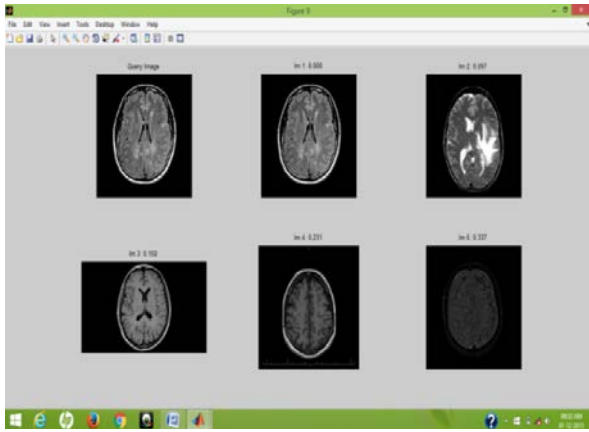 Figure 9
File Edit View Insert Tools Desktop Window Help
Query Image
Im 1 0.000
Im 2 0.097
Im 3 0.192
Im 4 0.231
Im 5 0.337